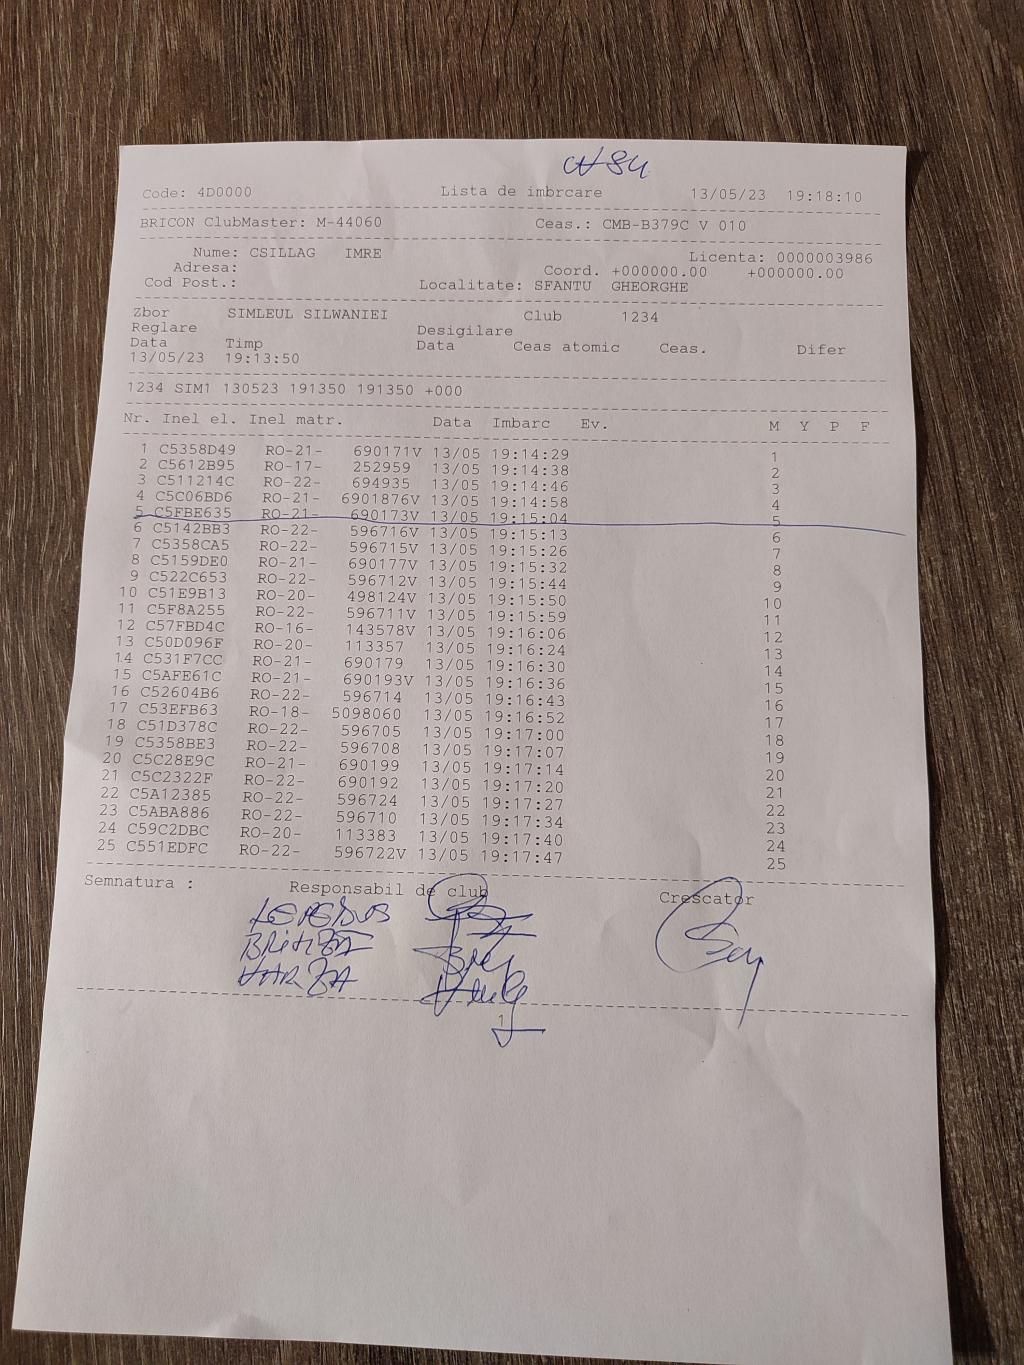 Code: 4D0000 Lista de imbrcare 13/05/23 19:18:10
BRICON ClubMaster: M-44060 Ceas.: CMB-B379C V 010
Nume: CSILLAG IMRE Licenta: 0000003986
Adresa: Coord. +000000.00 +000000.00
Cod Post.: Localitate: SFANTU GHEORGHE
Zbor SIMLEUL SILWANIEI Club 1234
Reglare Desigilare
Data Timp Data Ceas atomic Ceas. Difer
13/05/23 19:13:50
1234 SIM1 130523 191350 191350 +000
Nr. Inel el. Inel matr. Data Imbarc Ev. M Y P F
1 C5358D49 RO-21- 690171V 13/05 19:14:29 1
2 C5612B95 RO-17- 252959 13/05 19:14:38 2
3 C511214C RO-22- 694935 13/05 19:14:46 3
4 C5C06BD6 RO-21- 6901876V 13/05 19:14:58 4
5 C5FBE635 RO-21- 690173V 13/05 19:15:04 5
6 C5142BB3 RO-22- 596716V 13/05 19:15:13 6
7 C5358CA5 RO-22- 596715V 13/05 19:15:26 7
8 C5159DE0 RO-21- 690177V 13/05 19:15:32 8
9 C522C653 RO-22- 596712V 13/05 19:15:44 9
10 C51E9B13 RO-20- 498124V 13/05 19:15:50 10
11 C5F8A255 RO-22- 596711V 13/05 19:15:59 11
12 C57FBD4C RO-16- 143578V 13/05 19:16:06 12
13 C50D096F RO-20- 113357 13/05 19:16:24 13
14 C531F7CC RO-21- 690179 13/05 19:16:30 14
15 C5AFE61C RO-21- 690193V 13/05 19:16:36 15
16 C52604B6 RO-22- 596714 13/05 19:16:43 16
17 C53EFB63 RO-18- 5098060 13/05 19:16:52 17
18 C51D378C RO-22- 596705 13/05 19:17:00 18
19 C5358BE3 RO-22- 596708 13/05 19:17:07 19
20 C5C28E9C RO-21- 690199 13/05 19:17:14 20
21 C5C2322F RO-22- 690192 13/05 19:17:20 21
22 C5A12385 RO-22- 596724 13/05 19:17:27 22
23 C5ABA886 RO-22- 596710 13/05 19:17:34 23
24 C59C2DBC RO-20- 113383 13/05 19:17:40 24
25 C551EDFC RO-22- 596722V 13/05 19:17:47 25
Semnatura : Responsabil de club Crescator
1